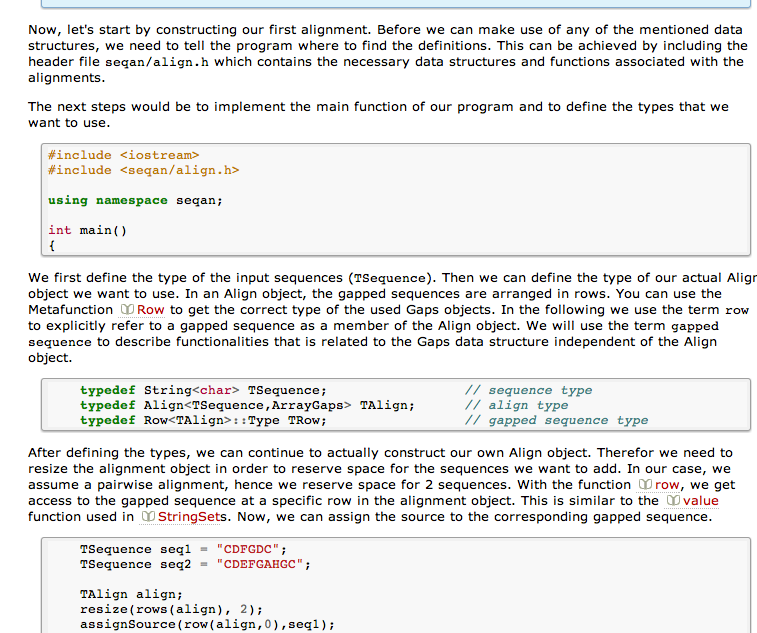 Now, let's start by constructing our first alignment. Before we can make use of any of the mentioned data
structures, we need to tell the program where to find the definitions. This can be achieved by including the
header file seqan/align.h which contains the necessary data structures and functions associated with the
alignments.
The next steps would be to implement the main function of our program and to define the types that we
want to use.
#include <iostream>
#include <seqan/align.h>
using namespace seqan;
int main()
{
We first define the type of the input sequences (TSequence). Then we can define the type of our actual Align
object we want to use. In an Align object, the gapped sequences are arranged in rows. You can use the
Metafunction Row to get the correct type of the used Gaps objects. In the following we use the term row
to explicitly refer to a gapped sequence as a member of the Align object. We will use the term gapped
sequence to describe functionalities that is related to the Gaps data structure independent of the Align
object.
typedef String<char> TSequence; // sequence type
typedef Align<TSequence,ArrayGaps> TAlign; // align type
typedef Row<TAlign>::Type TRow; // gapped sequence type
After defining the types, we can continue to actually construct our own Align object. Therefor we need to
resize the alignment object in order to reserve space for the sequences we want to add. In our case, we
assume a pairwise alignment, hence we reserve space for 2 sequences. With the function row, we get
access to the gapped sequence at a specific row in the alignment object. This is similar to the value
function used in StringSets. Now, we can assign the source to the corresponding gapped sequence.
TSequence seq1 = "CDFGDC";
TSequence seq2 = "CDEFGAHGC";
TAlign align;
resize(rows(align), 2);
assignSource(row(align,0),seq1);